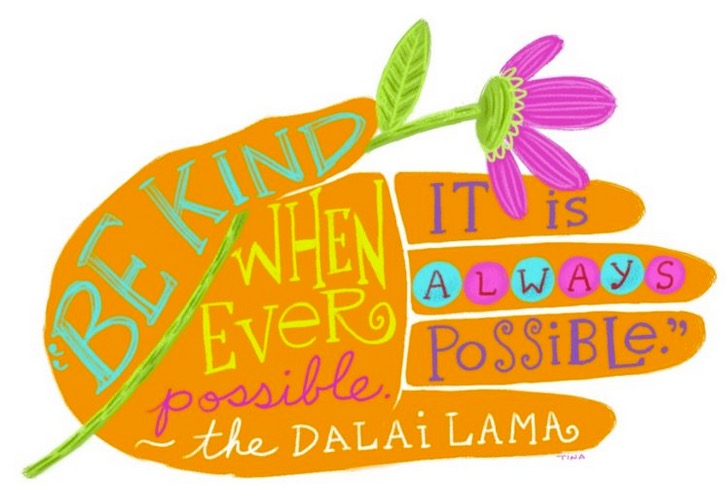 “BE KIND
WHEN
EVeR
possible.
IT is
ALWAYS
PoSSiBLe.”
~ the DALAi LAMA
TINA